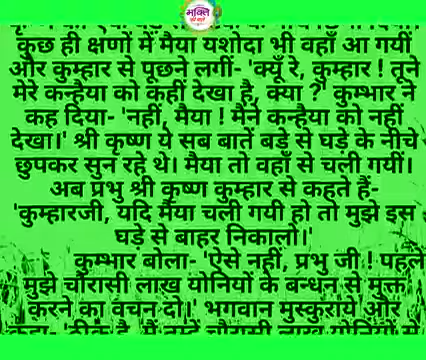 भक्ति
कुछ ही क्षणों में मैया यशोदा भी वहाँ आ गयीं
और कुम्हार से पूछने लगीं- 'क्यूँ रे, कुम्हार ! तूने
मेरे कन्हैया को कहीं देखा है, क्या ?' कुम्भार ने
कह दिया- 'नहीं, मैया ! मैंने कन्हैया को नहीं
देखा।' श्री कृष्ण ये सब बातें बड़े से घड़े के नीचे
छुपकर सुन रहे थे। मैया तो वहाँ से चली गयीं।
अब प्रभु श्री कृष्ण कुम्हार से कहते हैं-
'कुम्हारजी, यदि मैया चली गयी हो तो मुझे इस
घड़े से बाहर निकालो।'
कुम्भार बोला- 'ऐसे नहीं, प्रभु जी ! पहले
मुझे चौरासी लाख योनियों के बन्धन से मुक्त
करने का वचन दो।' भगवान मुस्कुराये और
कहा- 'ठीक है, मैं तुम्हें चौरासी लाख योनियों से